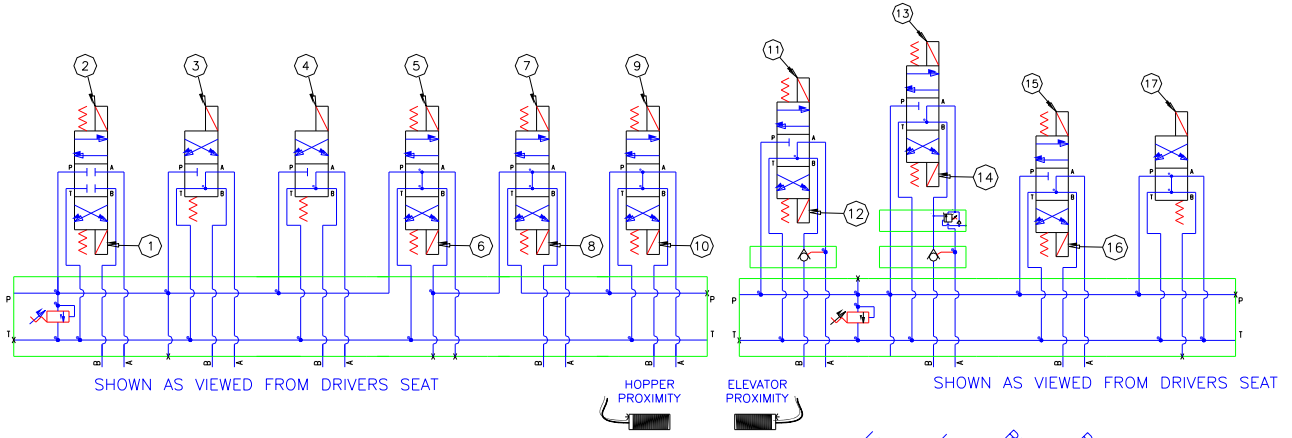 13
11
2
3
4
5
7
9
15
17
P A
T B
P A
T B
P A
T B
P A
T B
P A
T B
P A
T B
P A
T B
P A
T B
P A
T B
P A
T B
14
12
1
6
8
10
16
P
P
P
P
T
T
T
T
B A
B A
B A
B A
B A
B A
B A
B A
SHOWN AS VIEWED FROM DRIVERS SEAT
SHOWN AS VIEWED FROM DRIVERS SEAT
HOPPER
PROXIMITY
ELEVATOR
PROXIMITY